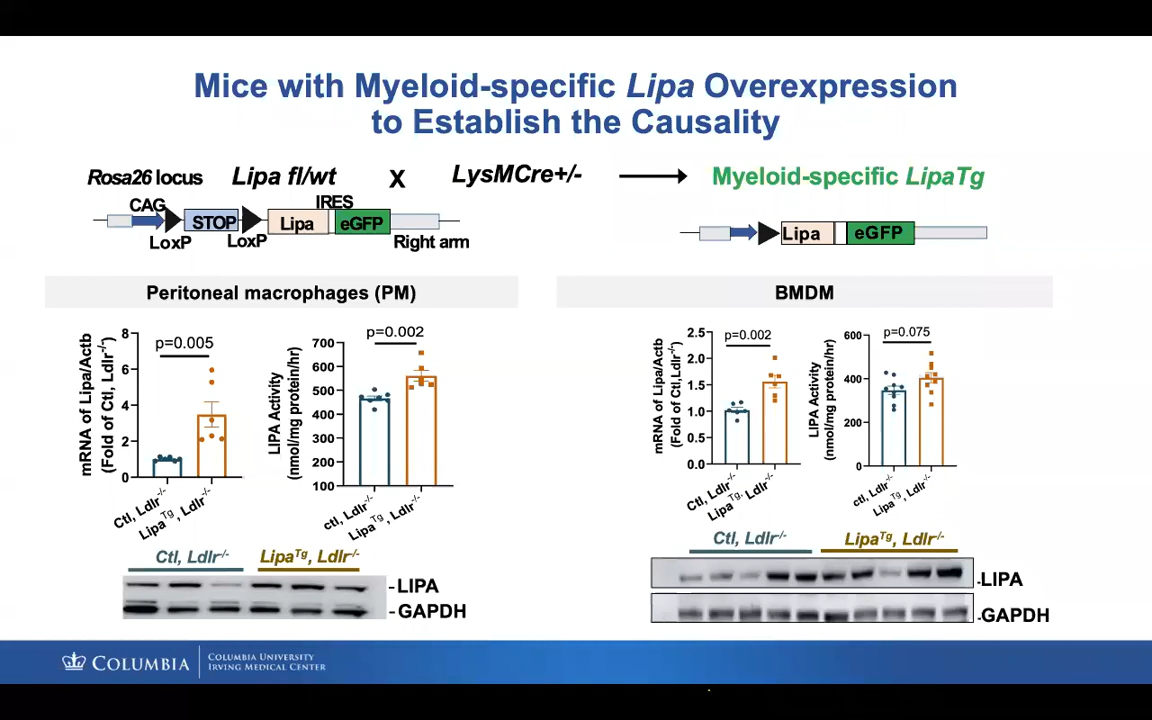 Mice with Myeloid-specific Lipa Overexpression
to Establish the Causality
Rosa26 locus
Lipa fl/wt
X
LysMCre+/-
Myeloid-specific LipaTg
CAG
IRES
STOP
Lipa
eGFP
LoxP
LoxP
Right arm
Lipa
eGFP
Peritoneal macrophages (PM)
mRNA of Lipa/Actb
(Fold of Ctl, Ldlr-/-)
8
6
4
2
0
p=0.005
Ctl, Ldlr-/-
LipaTg, Ldlr-/-
LIPA Activity
(nmol/mg protein/hr)
700
600
500
400
300
200
100
p=0.002
ctl, Ldlr-/-
LipaTg, Ldlr-/-
Ctl, Ldlr-/-
LipaTg, Ldlr-/-
- LIPA
- GAPDH
BMDM
mRNA of Lipa/Actb
(Fold of Ctl,Ldlr-/-)
2.5
2.0
1.5
1.0
0.5
0.0
p=0.002
Ctl, Ldlr-/-
LipaTg, Ldlr-/-
LIPA Activity
(nmol/mg protein/hr)
600
400
200
0
p=0.075
ctl, Ldlr-/-
LipaTg, Ldlr-/-
Ctl, Ldlr-/-
LipaTg, Ldlr-/-
-LIPA
-GAPDH
COLUMBIA
COLUMBIA UNIVERSITY
IRVING MEDICAL CENTER